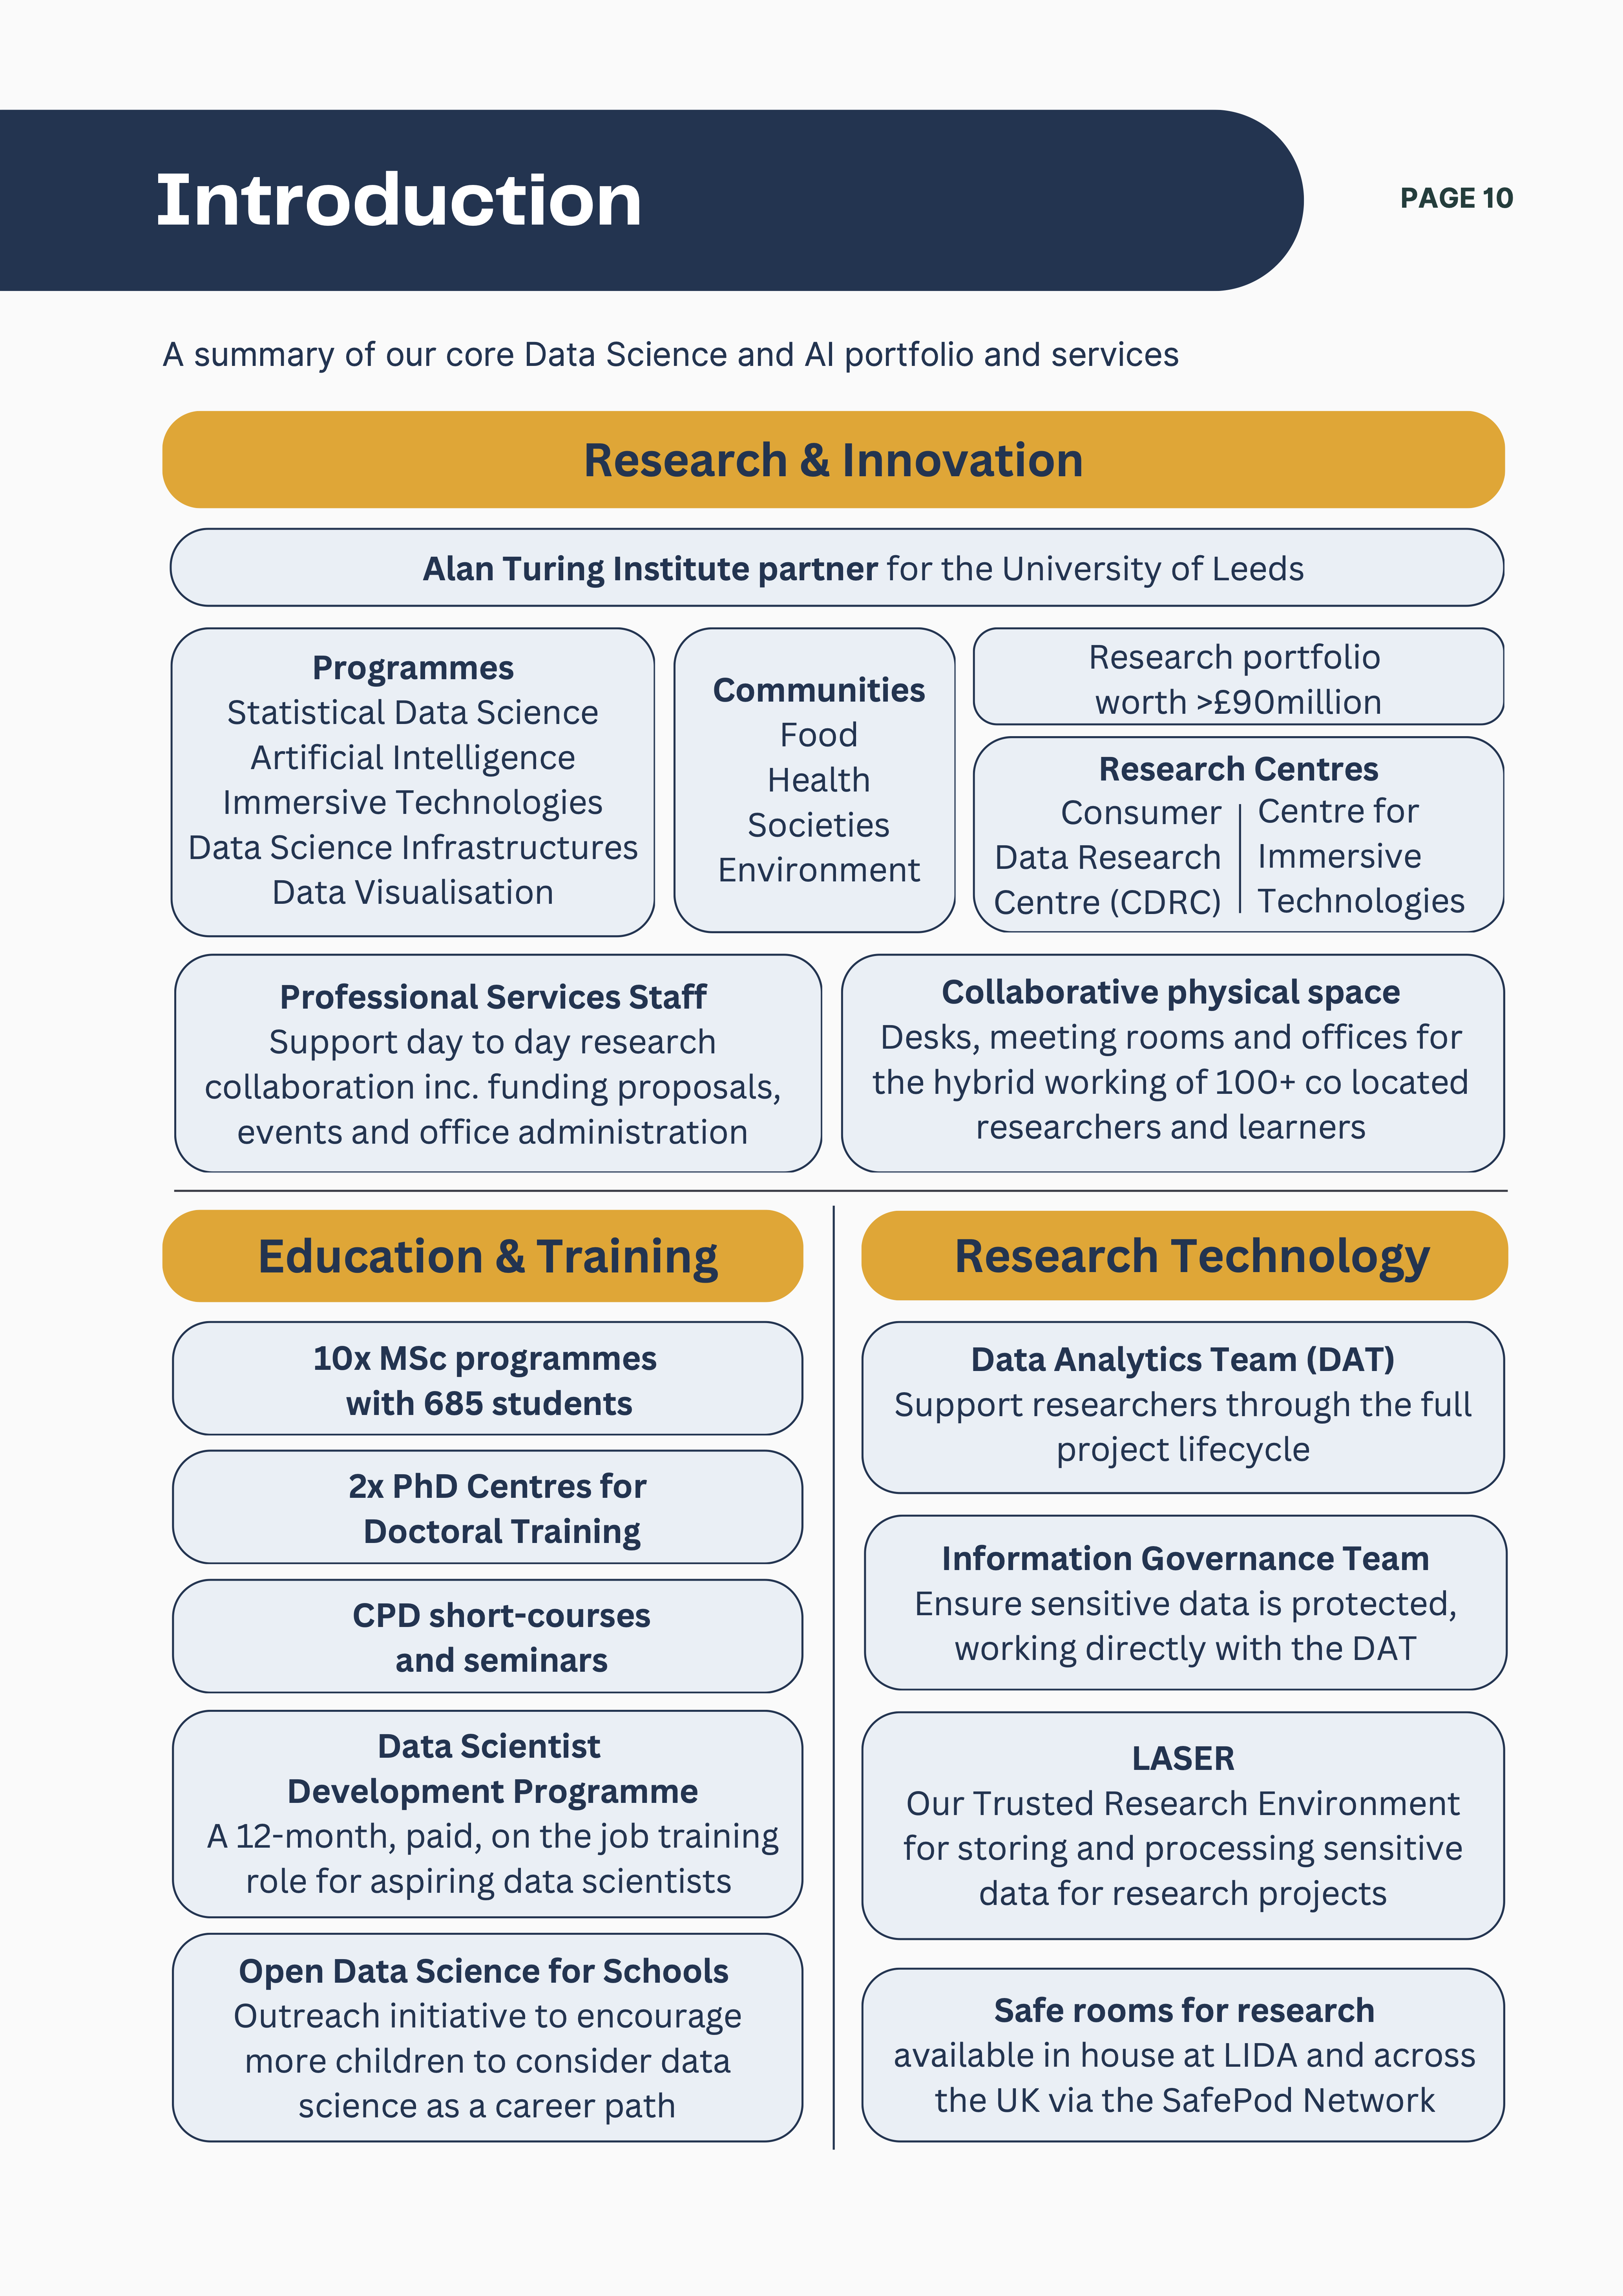 Introduction
PAGE 10
A summary of our core Data Science and AI portfolio and services
Research & Innovation
Alan Turing Institute partner for the University of Leeds
Programmes
Statistical Data Science
Artificial Intelligence
Immersive Technologies
Data Science Infrastructures
Data Visualisation
Communities
Food
Health
Societies
Environment
Research portfolio
worth >£90million
Research Centres
Consumer
Data Research
Centre (CDRC)
Centre for
Immersive
Technologies
Professional Services Staff
Support day to day research
collaboration inc. funding proposals,
events and office administration
Collaborative physical space
Desks, meeting rooms and offices for
the hybrid working of 100+ co located
researchers and learners
Education & Training
10x MSc programmes
with 685 students
2x PhD Centres for
Doctoral Training
CPD short-courses
and seminars
Data Scientist
Development Programme
A 12-month, paid, on the job training
role for aspiring data scientists
Open Data Science for Schools
Outreach initiative to encourage
more children to consider data
science as a career path
Research Technology
Data Analytics Team (DAT)
Support researchers through the full
project lifecycle
Information Governance Team
Ensure sensitive data is protected,
working directly with the DAT
LASER
Our Trusted Research Environment
for storing and processing sensitive
data for research projects
Safe rooms for research
available in house at LIDA and across
the UK via the SafePod Network